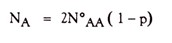 N_A = 2N°_AA (1 - p)